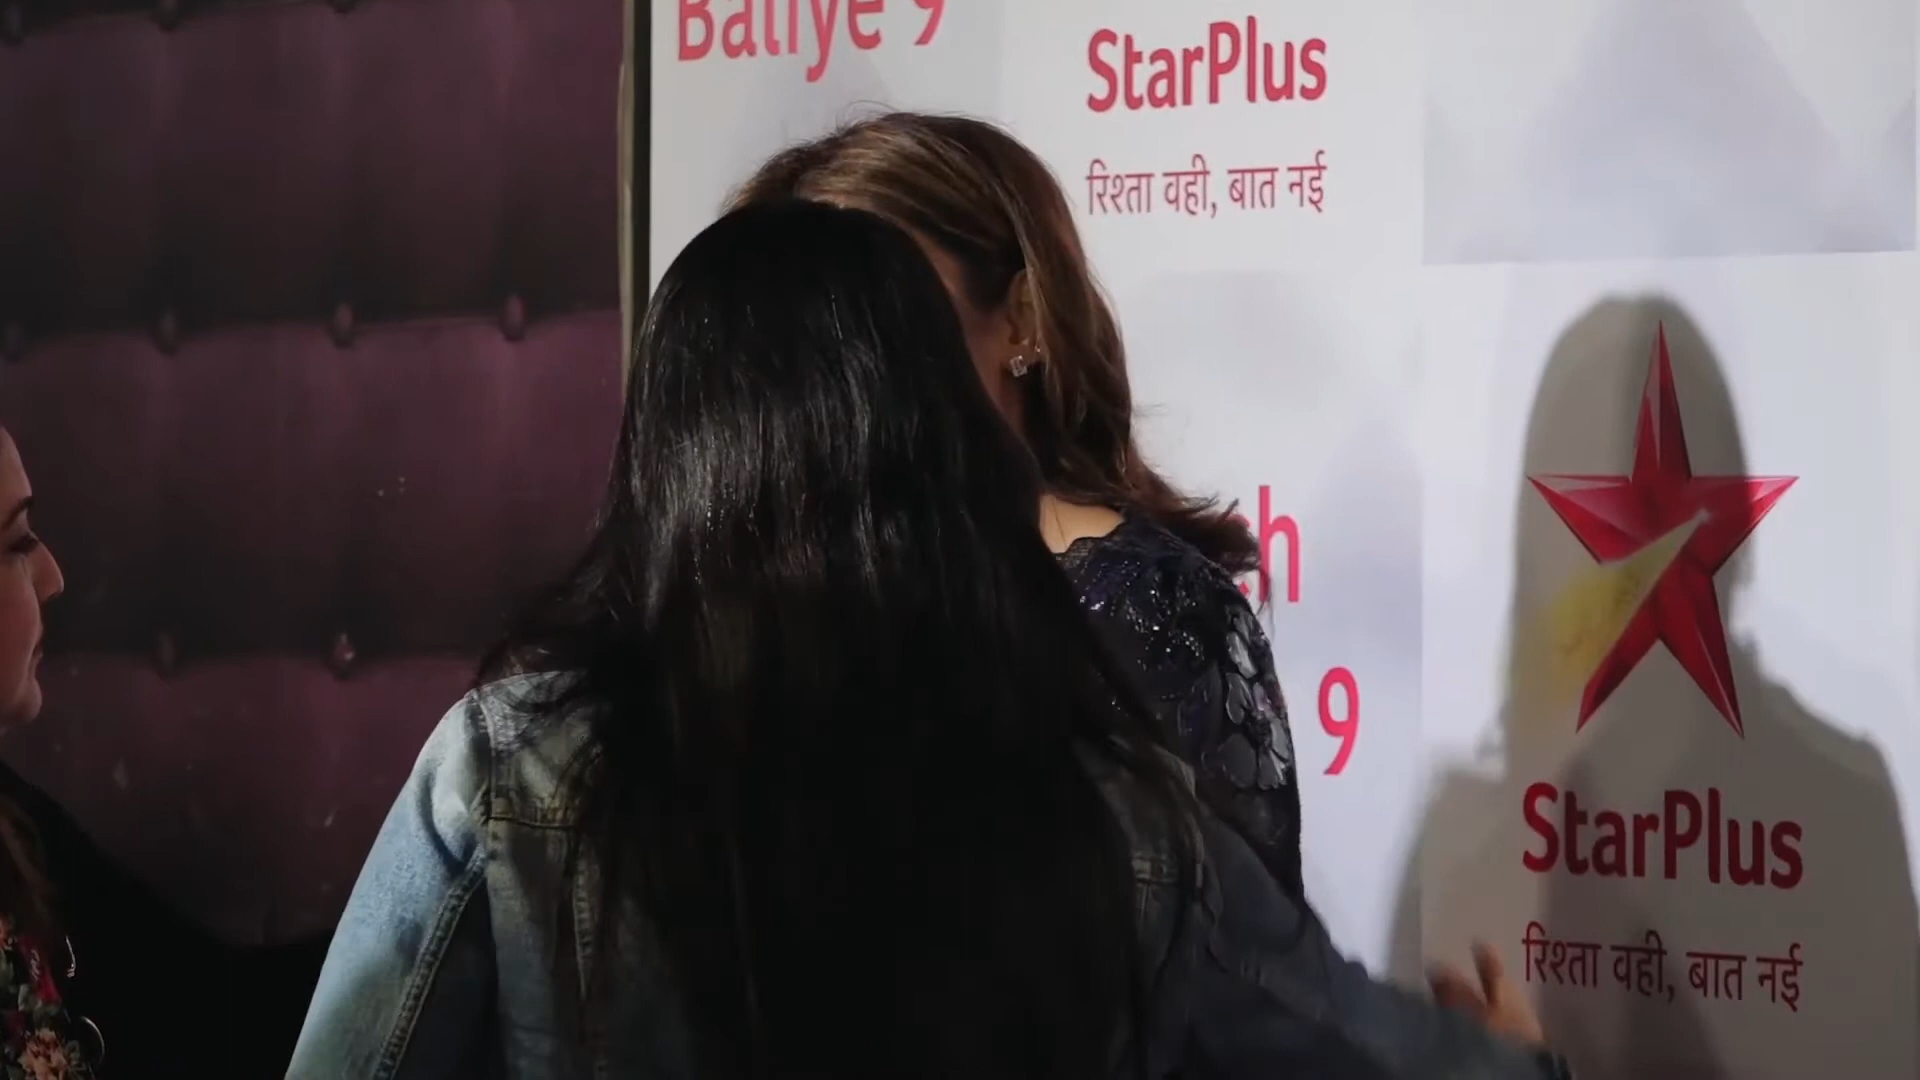 Baliye 9
StarPlus
रिश्ता वही, बात नई
9
StarPlus
रिश्ता वही, बात नई